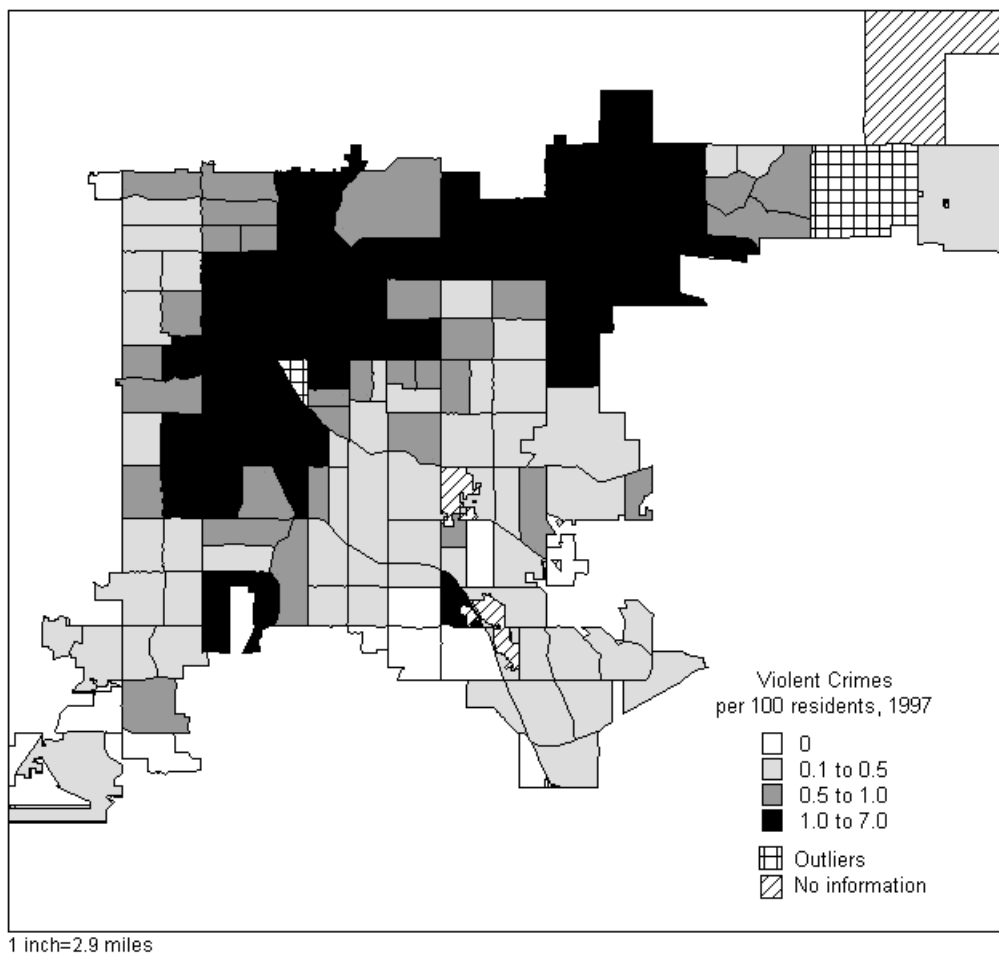 Violent Crimes
per 100 residents, 1997
0
0.1 to 0.5
0.5 to 1.0
1.0 to 7.0
Outliers
No information
1 inch=2.9 miles